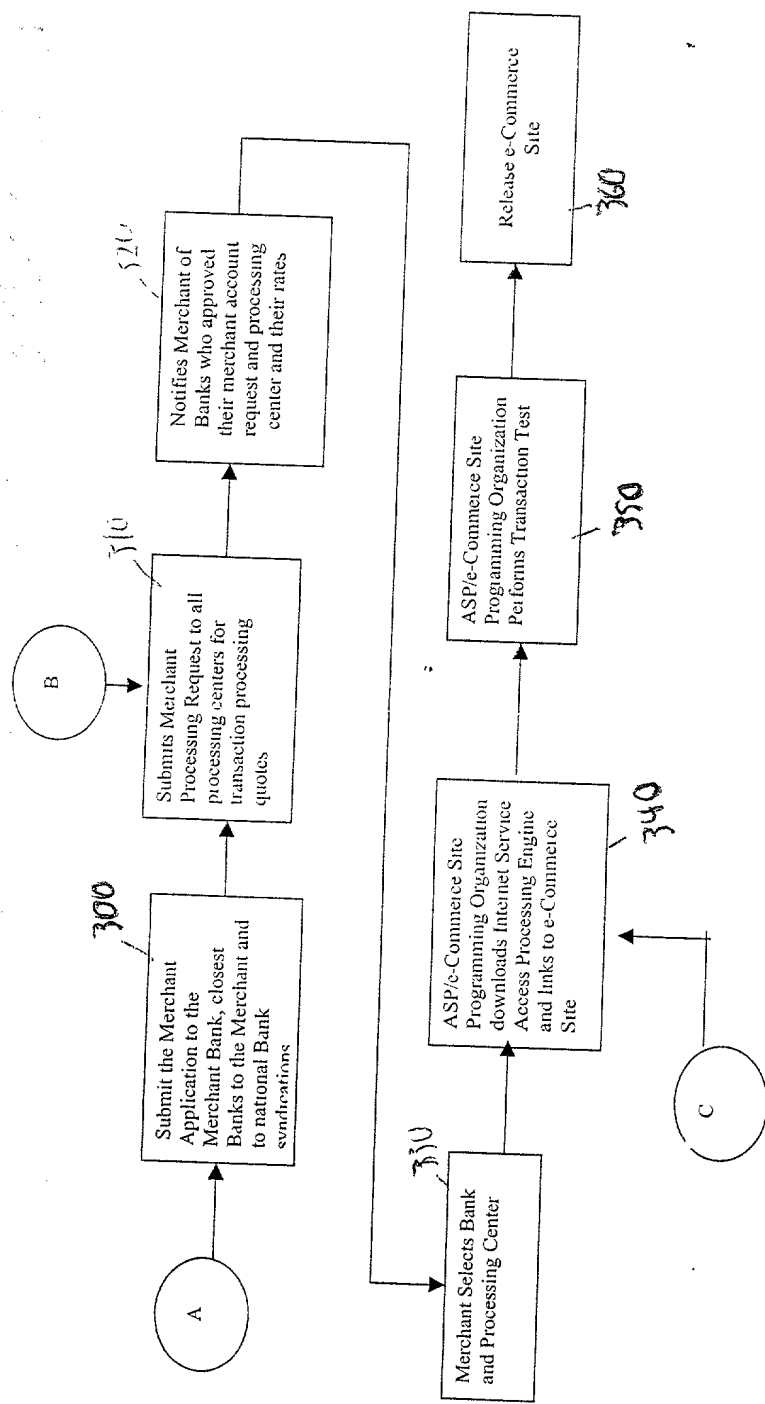 A
300
Submit the Merchant
Application to the
Merchant Bank, closest
Banks to the Merchant and
to national Bank
syndications
B
310
Submits Merchant
Processing Request to all
processing centers for
transaction processing
quotes
320
Notifies Merchant of
Banks who approved
their merchant account
request and processing
center and their rates
330
Merchant Selects Bank
and Processing Center
C
340
ASP/e-Commerce Site
Programming Organization
downloads Internet Service
Access Processing Engine
and links to e-Commerce
Site
350
ASP/e-Commerce Site
Programming Organization
Performs Transaction Test
360
Release e-Commerce
Site